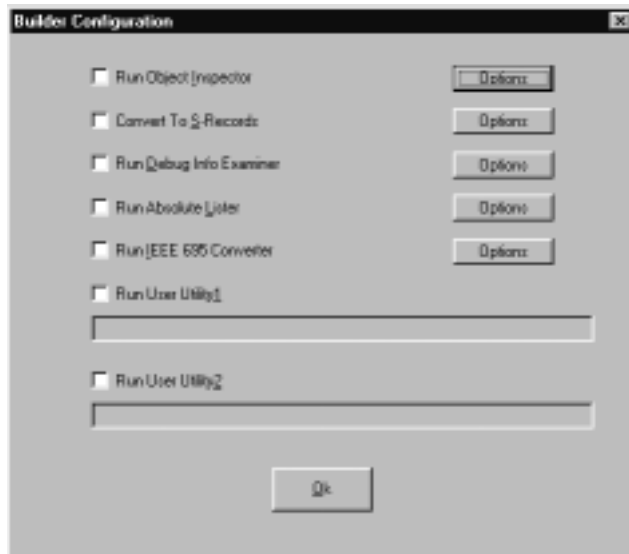 Builder Configuration
Run Object Inspector Options
Convert To S-Records Options
Run Debug Info Examiner Options
Run Absolute Lister Options
Run IEEE 695 Converter Options
Run User Utility1
Run User Utility2
Ok